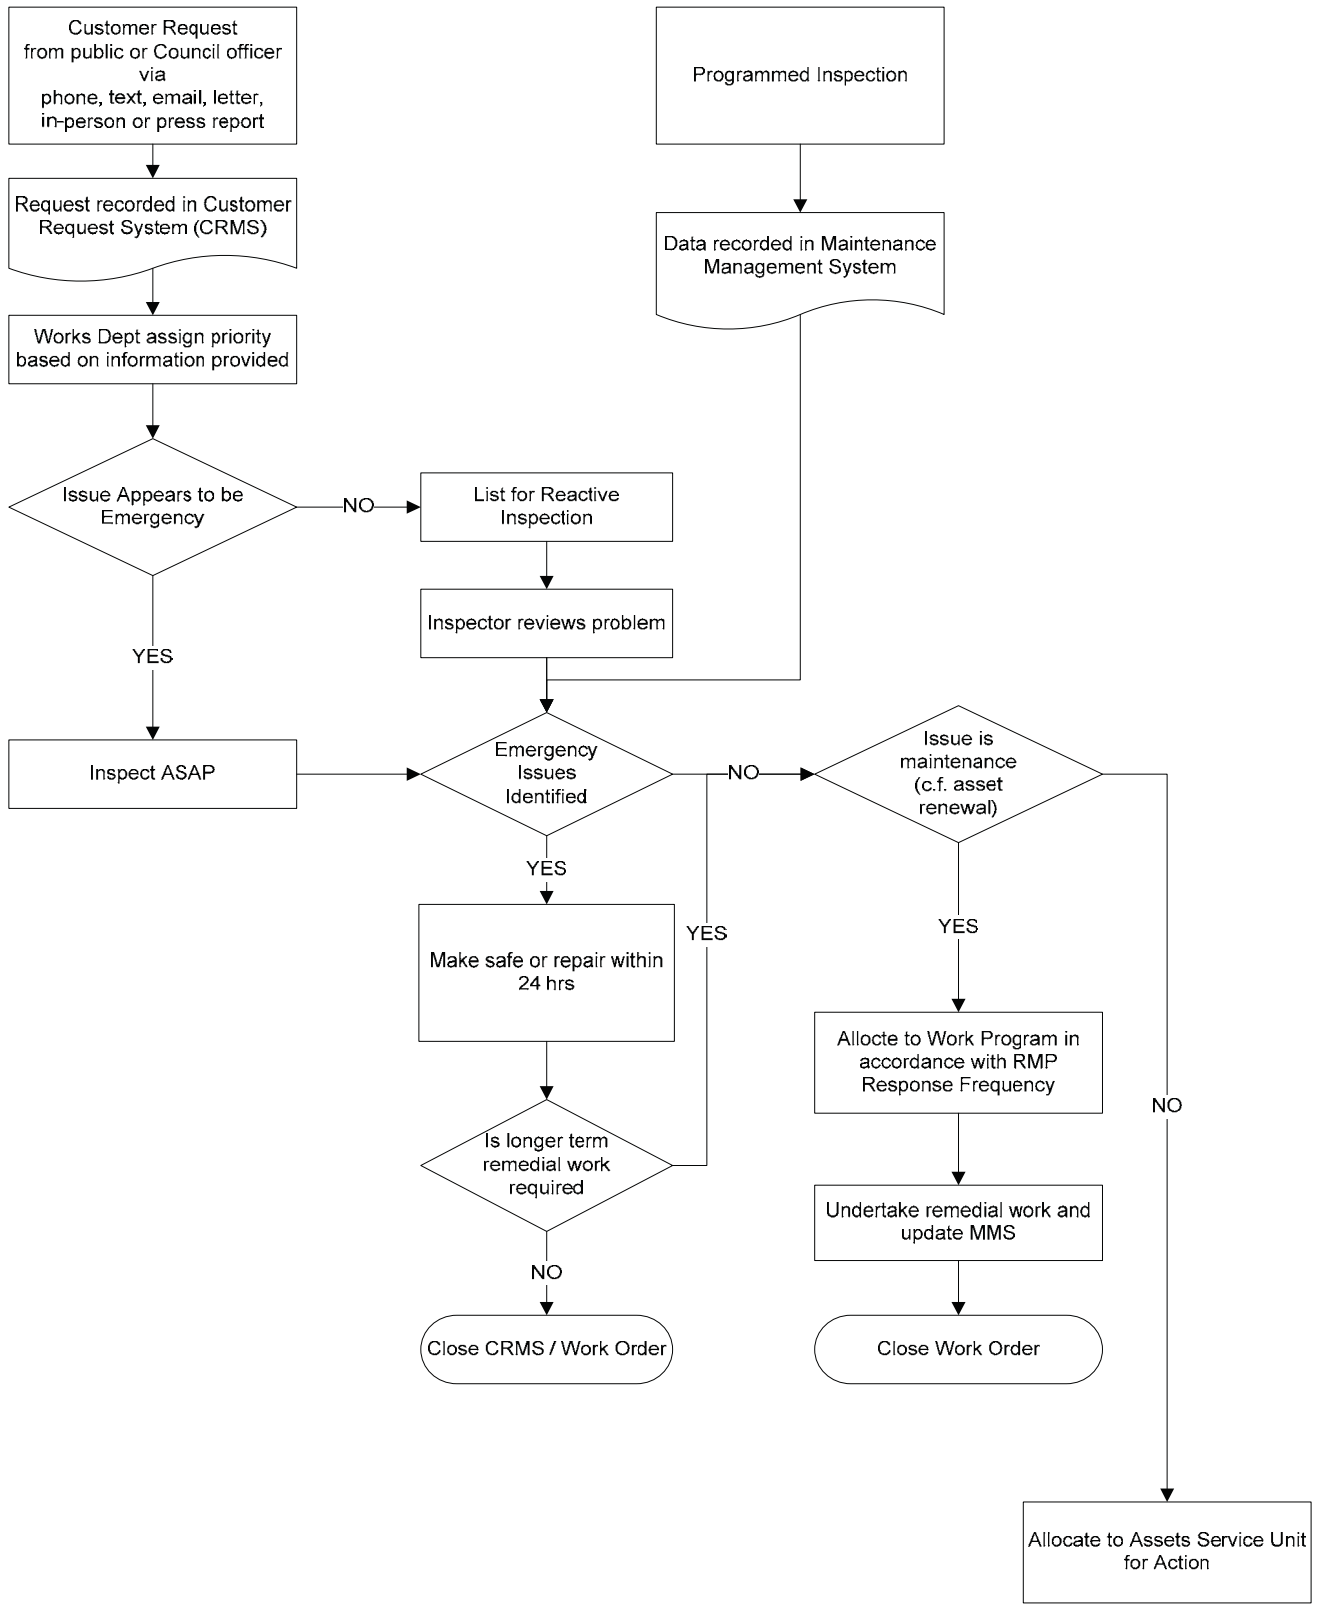 Customer Request
from public or Council officer
via
phone, text, email, letter,
in-person or press report
Programmed Inspection
Request recorded in Customer
Request System (CRMS)
Data recorded in Maintenance
Management System
Works Dept assign priority
based on information provided
Issue Appears to be
Emergency
NO
List for Reactive
Inspection
Inspector reviews problem
YES
Inspect ASAP
Emergency
Issues
Identified
NO
Issue is
maintenance
(c.f. asset
renewal)
YES
Make safe or repair within
24 hrs
YES
YES
Allocte to Work Program in
accordance with RMP
Response Frequency
NO
Is longer term
remedial work
required
Undertake remedial work and
update MMS
NO
Close CRMS / Work Order
Close Work Order
Allocate to Assets Service Unit
for Action